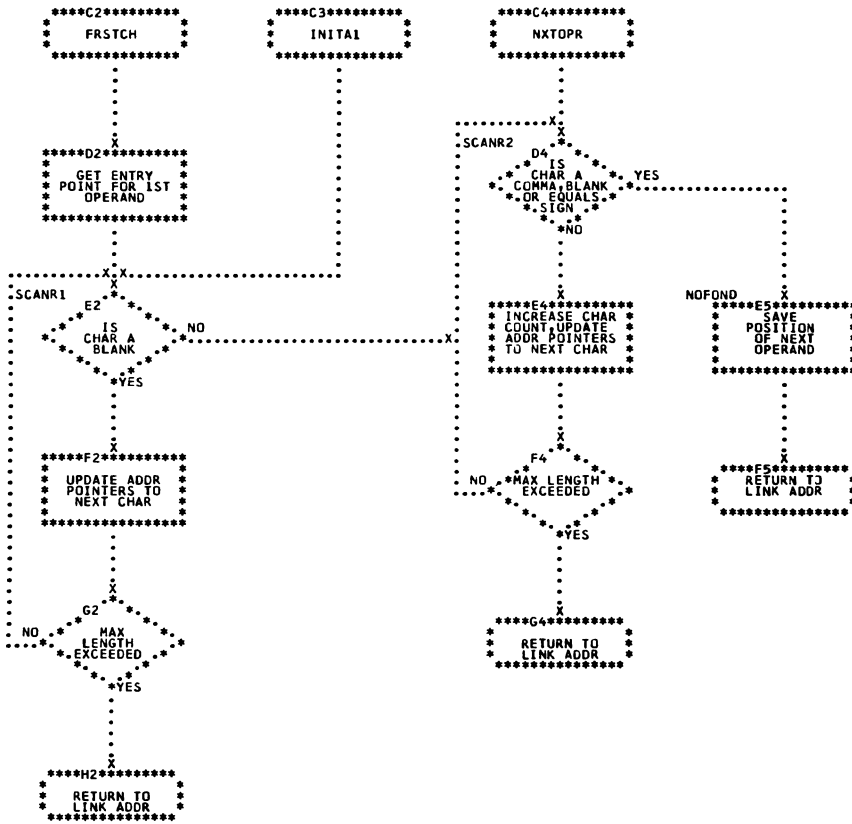 C2
FRSTCH
C3
INITA1
C4
NXTOPR
D2
GET ENTRY
POINT FOR 1ST
OPERAND
SCANR2
D4
IS
CHAR A
COMMA,BLANK
OR EQUALS
SIGN
YES
NO
SCANR1
E2
IS
CHAR A
BLANK
NO
YES
E4
INCREASE CHAR
COUNT,UPDATE
ADDR POINTERS
TO NEXT CHAR
NOFOND
E5
SAVE
POSITION
OF NEXT
OPERAND
F2
UPDATE ADDR
POINTERS TO
NEXT CHAR
F4
MAX LENGTH
EXCEEDED
NO
YES
F5
RETURN TO
LINK ADDR
G2
MAX
LENGTH
EXCEEDED
NO
YES
G4
RETURN TO
LINK ADDR
H2
RETURN TO
LINK ADDR